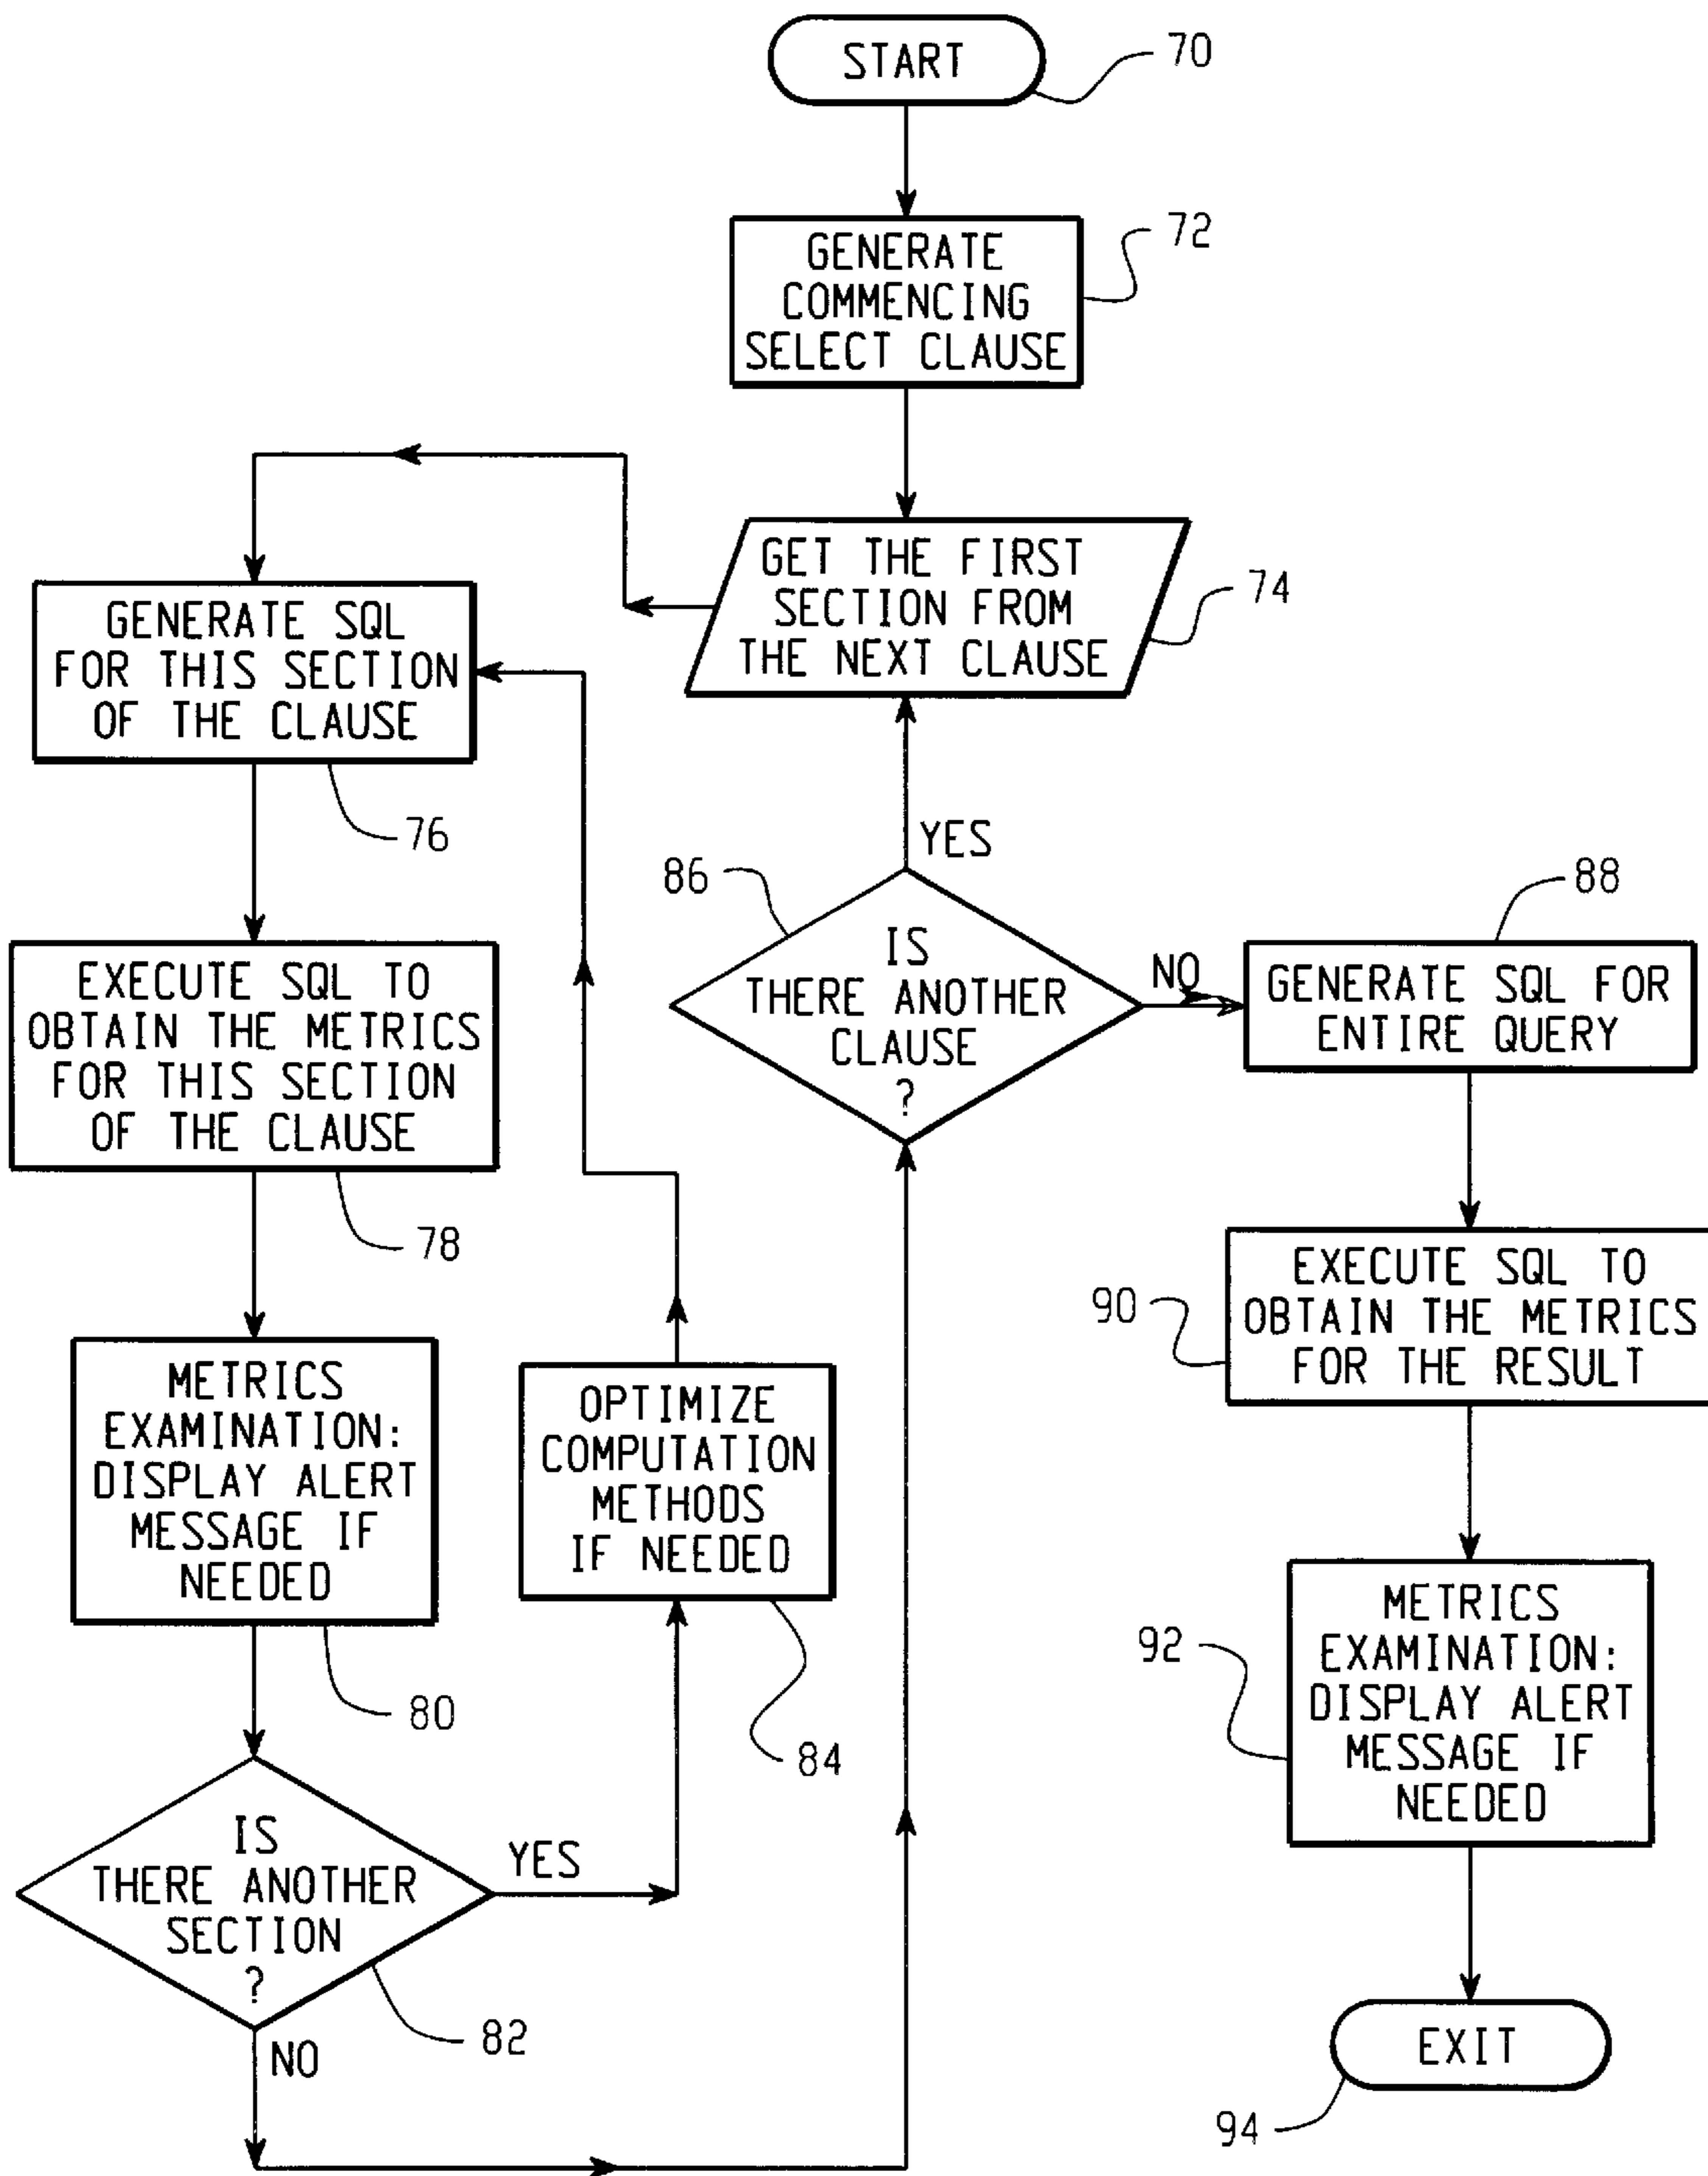 START
70
GENERATE
COMMENCING
SELECT CLAUSE
72
GET THE FIRST
SECTION FROM
THE NEXT CLAUSE
74
GENERATE SQL
FOR THIS SECTION
OF THE CLAUSE
76
EXECUTE SQL TO
OBTAIN THE METRICS
FOR THIS SECTION
OF THE CLAUSE
78
METRICS
EXAMINATION:
DISPLAY ALERT
MESSAGE IF
NEEDED
80
IS
THERE ANOTHER
SECTION
?
82
YES
NO
OPTIMIZE
COMPUTATION
METHODS
IF NEEDED
84
86
IS
THERE ANOTHER
CLAUSE
?
YES
NO
88
GENERATE SQL FOR
ENTIRE QUERY
90
EXECUTE SQL TO
OBTAIN THE METRICS
FOR THE RESULT
92
METRICS
EXAMINATION:
DISPLAY ALERT
MESSAGE IF
NEEDED
EXIT
94